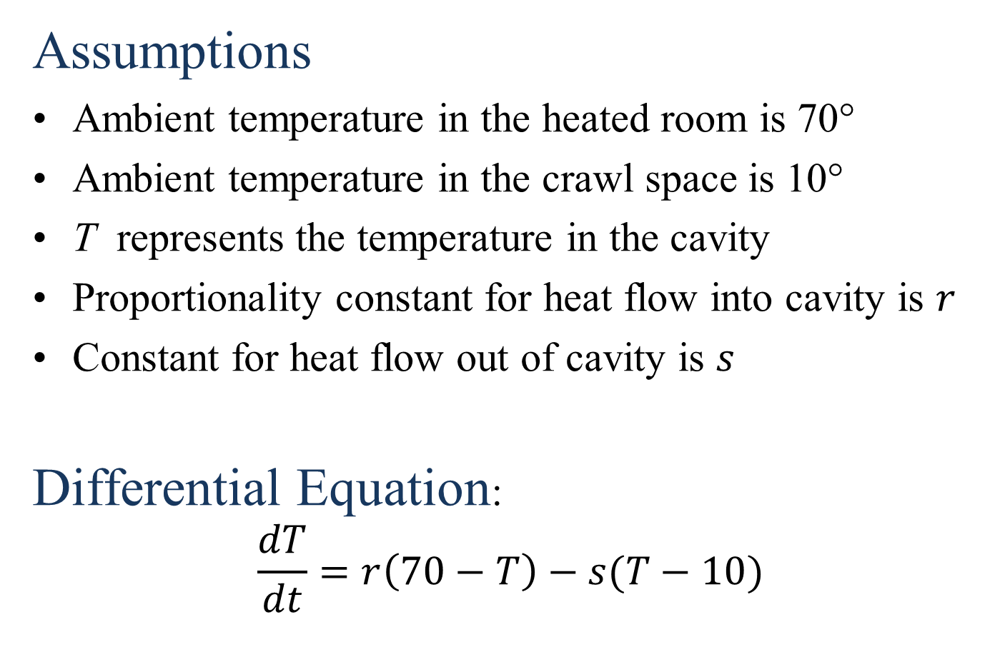 Assumptions
• Ambient temperature in the heated room is 70°
• Ambient temperature in the crawl space is 10°
• T represents the temperature in the cavity
• Proportionality constant for heat flow into cavity is r
• Constant for heat flow out of cavity is s
Differential Equation:
dT/dt = r(70 − T) − s(T − 10)